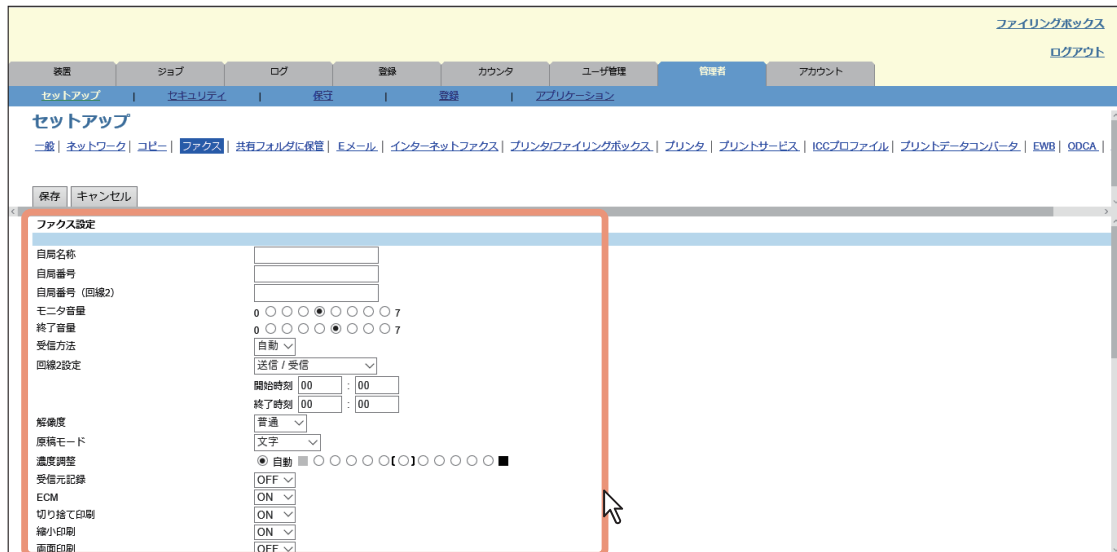 ファイリングボックス
ログアウト
装置 ジョブ ログ 登録 カウンタ ユーザ管理 管理者 アカウント
セットアップ | セキュリティ | 保守 | 登録 | アプリケーション
セットアップ
一般 | ネットワーク | コピー | ファクス | 共有フォルダに保管 | Eメール | インターネットファクス | プリンタ/ファイリングボックス | プリンタ | プリントサービス | ICCプロファイル | プリントデータコンバータ | EWB | ODCA |
保存 キャンセル
ファクス設定
自局名称
自局番号
自局番号（回線2）
モニタ音量 0 7
終了音量 0 7
受信方法 自動
回線2設定 送信 / 受信
開始時刻 00 : 00
終了時刻 00 : 00
解像度 普通
原稿モード 文字
濃度調整 自動 [ ]
受信元記録 OFF
ECM ON
切り捨て印刷 ON
縮小印刷 ON
両面印刷 OFF